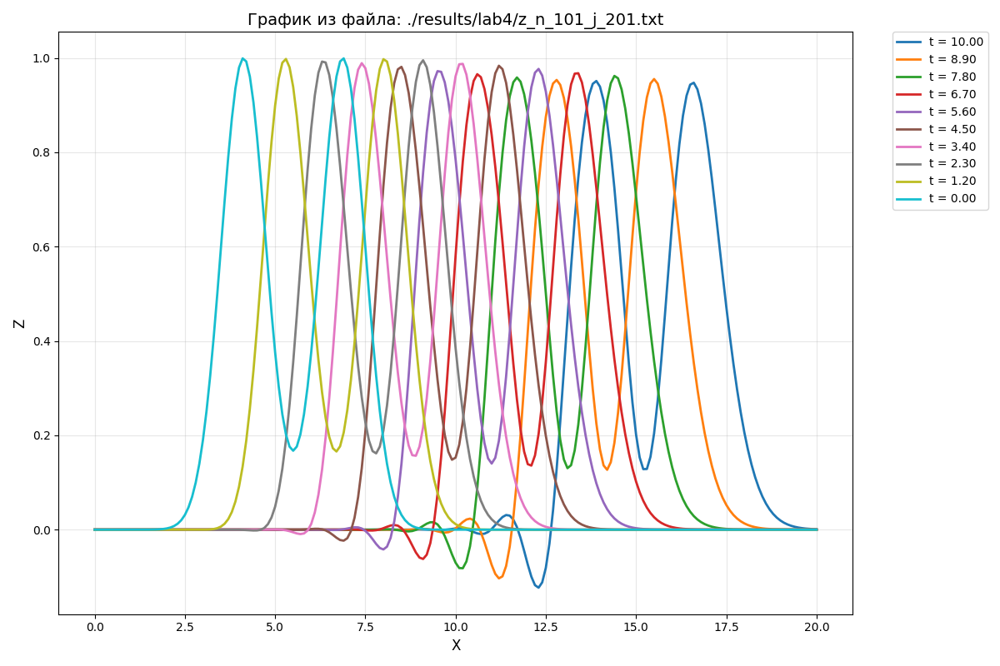 График из файла: ./results/lab4/z_n_101_j_201.txt
t = 10.00
t = 8.90
t = 7.80
t = 6.70
t = 5.60
t = 4.50
t = 3.40
t = 2.30
t = 1.20
t = 0.00
1.0
0.8
0.6
0.4
0.2
0.0
Z
0.0 2.5 5.0 7.5 10.0 12.5 15.0 17.5 20.0
X